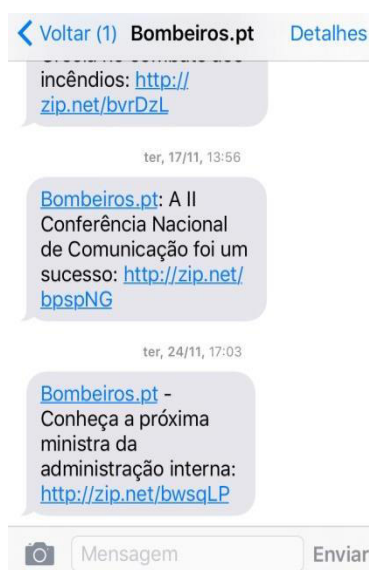 Voltar (1) Bombeiros.pt Detalhes
incêndios: http://
zip.net/bvrDzL
ter, 17/11, 13:56
Bombeiros.pt: A II
Conferência Nacional
de Comunicação foi um
sucesso: http://zip.net/
bpspNG
ter, 24/11, 17:03
Bombeiros.pt -
Conheça a próxima
ministra da
administração interna:
http://zip.net/bwsqLP
Mensagem Enviar